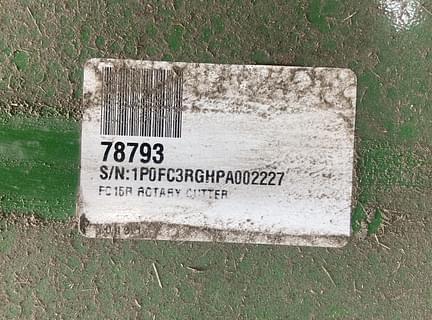 78793
S/N:1P0FC3RGHPA002227
FC15R ROTARY CUTTER